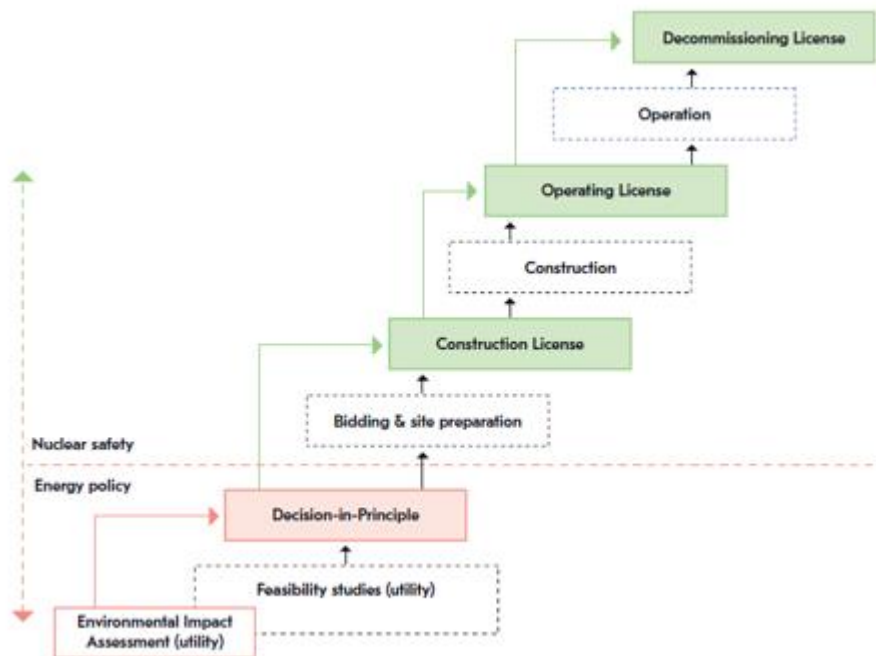 Decommissioning License
Operation
Operating License
Construction
Construction License
Bidding & site preparation
Nuclear safety
Energy policy
Decision-in-Principle
Feasibility studies (utility)
Environmental Impact
Assessment (utility)